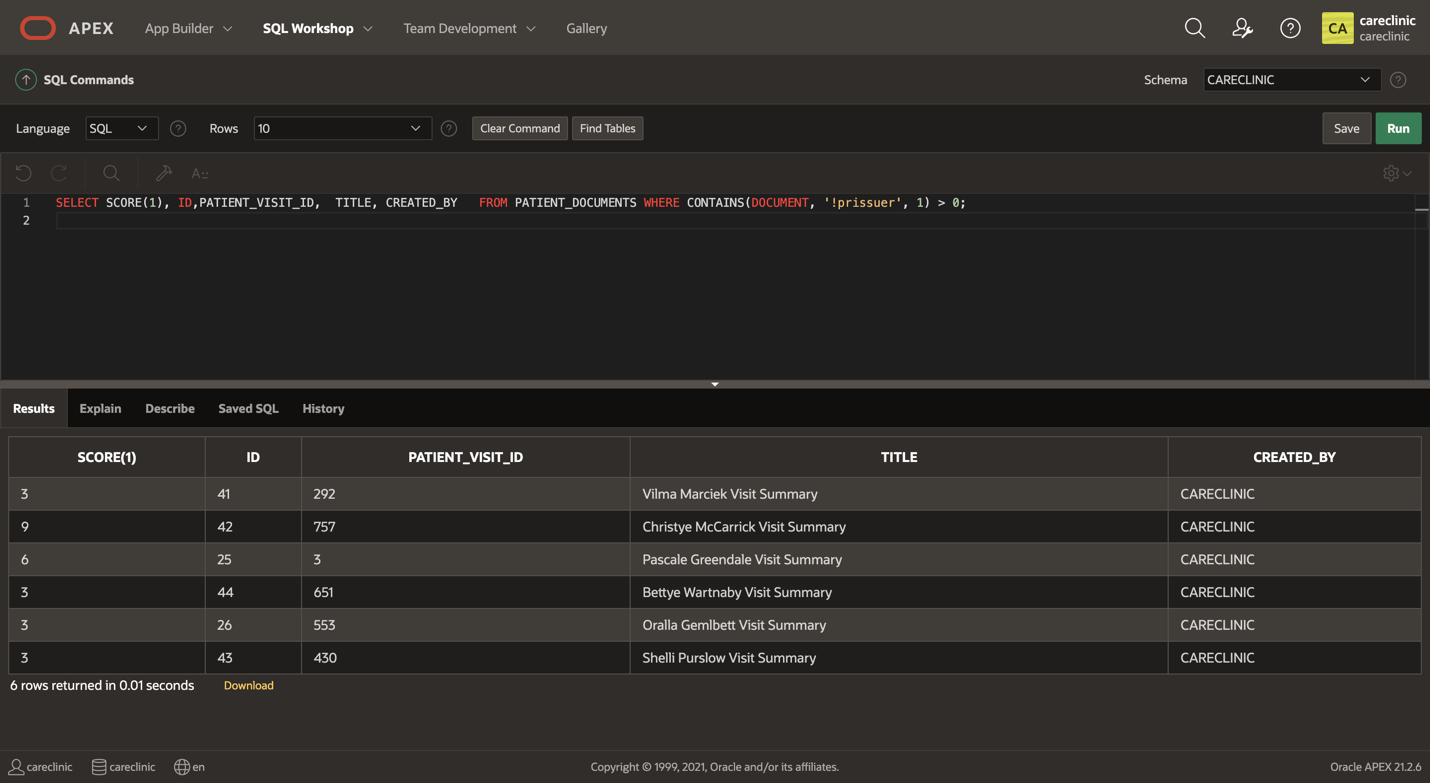 APEX App Builder SQL Workshop Team Development Gallery CA careclinic
careclinic
SQL Commands Schema CARECLINIC
Language SQL Rows 10 Clear Command Find Tables Save Run
1 SELECT SCORE(1), ID,PATIENT_VISIT_ID, TITLE, CREATED_BY FROM PATIENT_DOCUMENTS WHERE CONTAINS(DOCUMENT, '!prissuer', 1) > 0;
2
Results Explain Describe Saved SQL History
SCORE(1) ID PATIENT_VISIT_ID TITLE CREATED_BY
3 41 292 Vilma Marciek Visit Summary CARECLINIC
9 42 757 Christye McCarrick Visit Summary CARECLINIC
6 25 3 Pascale Greendale Visit Summary CARECLINIC
3 44 651 Bettye Wartnaby Visit Summary CARECLINIC
3 26 553 Oralla Gemlbett Visit Summary CARECLINIC
3 43 430 Shelli Purslow Visit Summary CARECLINIC
6 rows returned in 0.01 seconds Download
careclinic careclinic en Copyright © 1999, 2021, Oracle and/or its affiliates. Oracle APEX 21.2.6